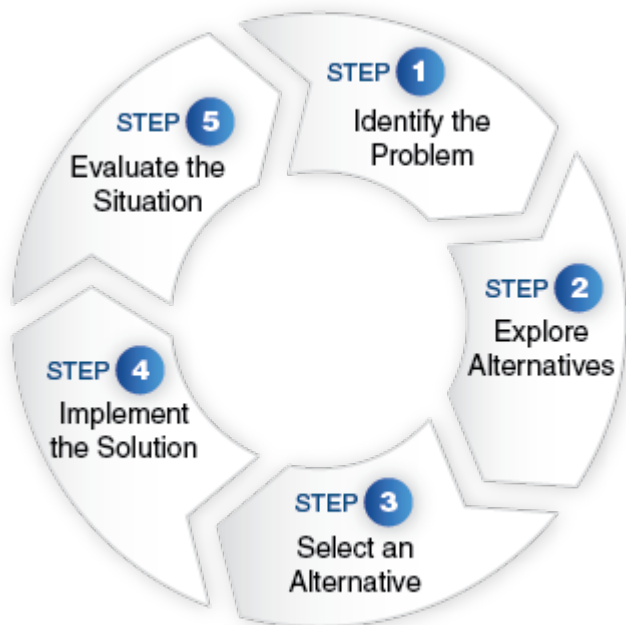 STEP 1
Identify the
Problem
STEP 2
Explore
Alternatives
STEP 3
Select an
Alternative
STEP 4
Implement
the Solution
STEP 5
Evaluate the
Situation